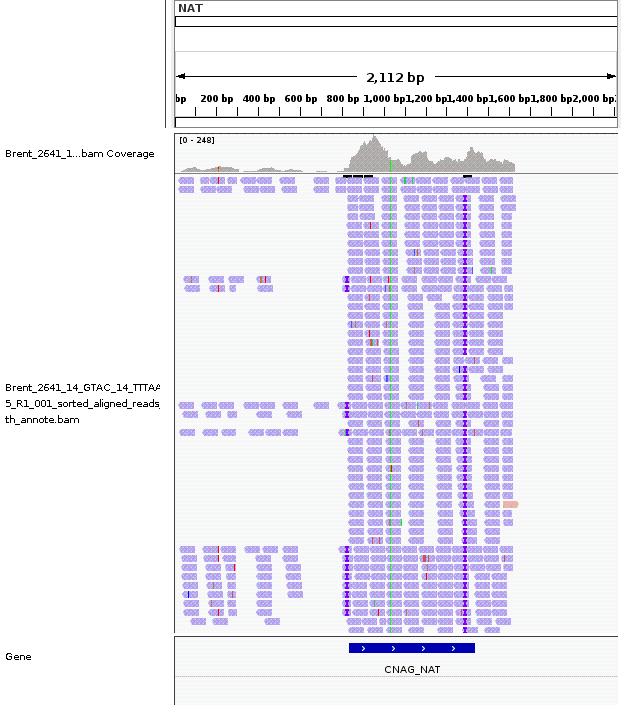 NAT
2,112 bp
bp 200 bp 400 bp 600 bp 800 bp 1,000 bp 1,200 bp 1,400 bp 1,600 bp 1,800 bp 2,000 bp
[0 - 248]
Brent_2641_1...bam Coverage
Brent_2641_14_GTAC_14_TTTAA
5_R1_001_sorted_aligned_reads_
th_annote.bam
Gene
CNAG_NAT